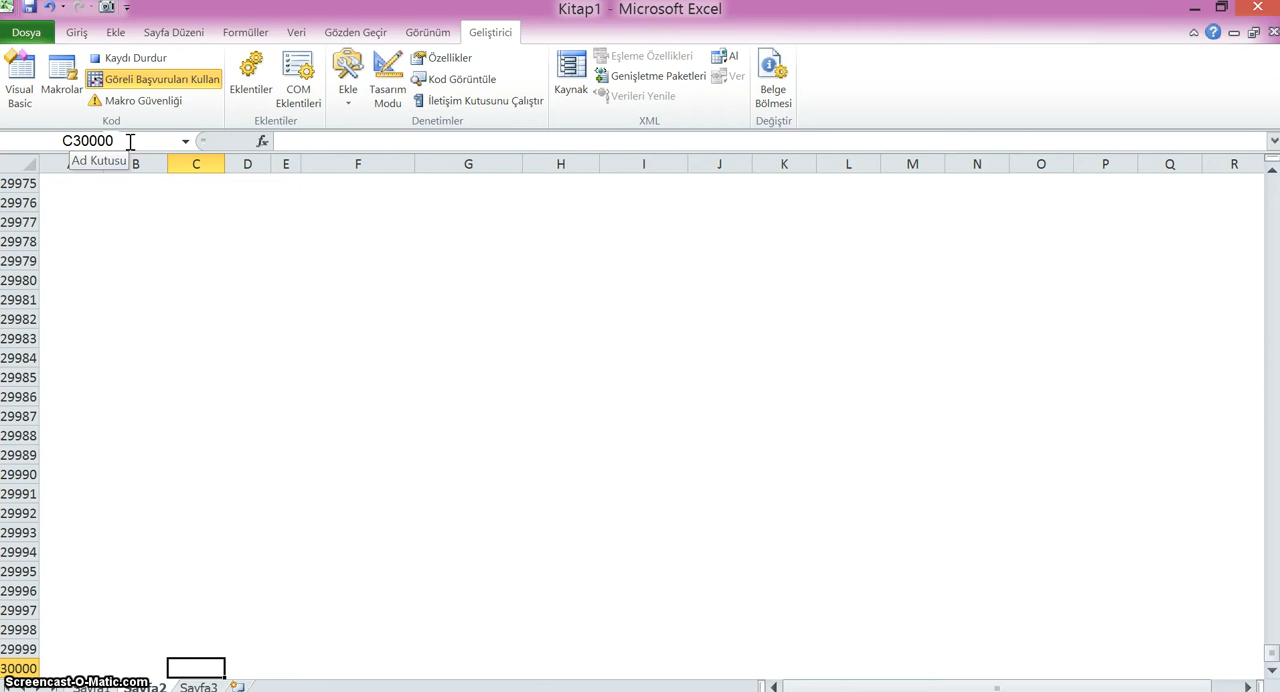 Kitap1 - Microsoft Excel
Dosya Giriş Ekle Sayfa Düzeni Formüller Veri Gözden Geçir Görünüm Geliştirici
Visual Basic
Makrolar
Kaydı Durdur
Göreli Başvuruları Kullan
Makro Güvenliği
Kod
Eklentiler
COM Eklentileri
Eklentiler
Ekle
Tasarım Modu
Özellikler
Kod Görüntüle
İletişim Kutusunu Çalıştır
Denetimler
Kaynak
Eşleme Özellikleri
Genişletme Paketleri
Verileri Yenile
Al
Ver
XML
Belge Bölmesi
Değiştir
C30000 fx
Ad Kutusu
B C D E F G H I J K L M N O P Q R
29975
29976
29977
29978
29979
29980
29981
29982
29983
29984
29985
29986
29987
29988
29989
29990
29991
29992
29993
29994
29995
29996
29997
29998
29999
30000
Screencast-O-Matic.com
Sayfa1 Sayfa2 Sayfa3